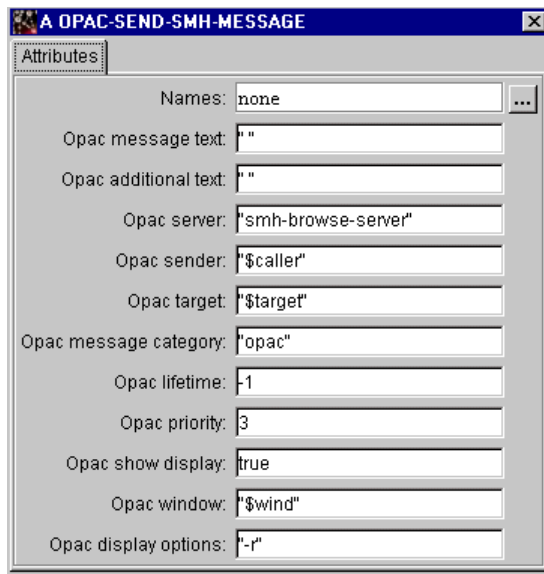 A OPAC-SEND-SMH-MESSAGE
Attributes
Names: none ...
Opac message text: ""
Opac additional text: ""
Opac server: "smh-browse-server"
Opac sender: "$caller"
Opac target: "$target"
Opac message category: "opac"
Opac lifetime: -1
Opac priority: 3
Opac show display: true
Opac window: "$wind"
Opac display options: "-r"